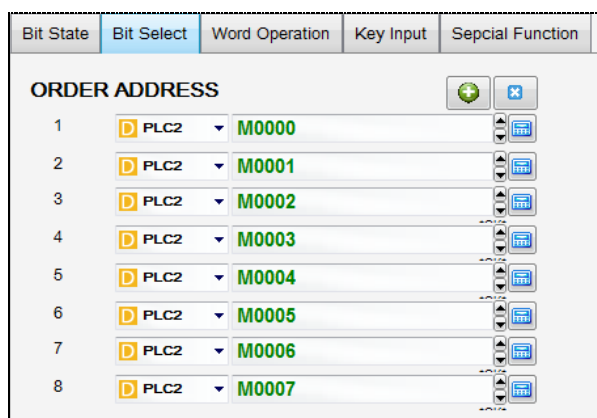 Bit State Bit Select Word Operation Key Input Sepcial Function
ORDER ADDRESS
1 D PLC2 M0000
2 D PLC2 M0001
3 D PLC2 M0002
4 D PLC2 M0003
5 D PLC2 M0004
6 D PLC2 M0005
7 D PLC2 M0006
8 D PLC2 M0007